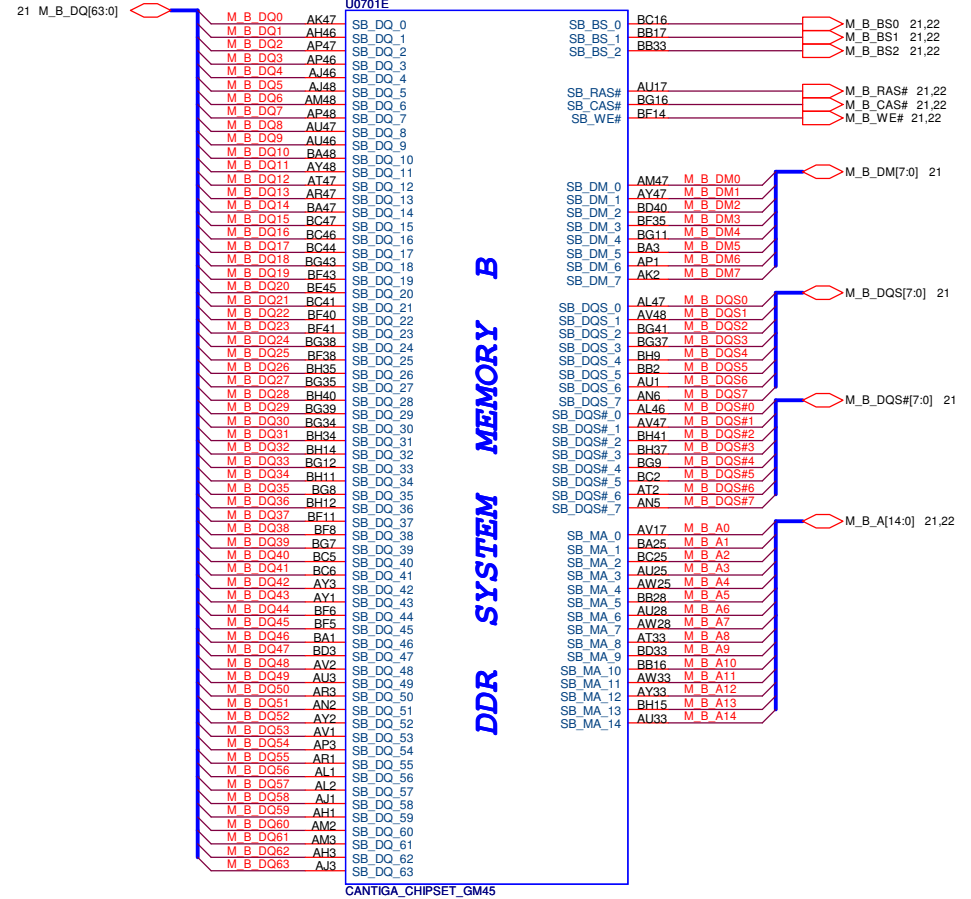 21 M_B_DQ[63:0]
U0701E
M_B_DQ0 AK47 SB_DQ_0
M_B_DQ1 AH46 SB_DQ_1
M_B_DQ2 AP47 SB_DQ_2
M_B_DQ3 AP46 SB_DQ_3
M_B_DQ4 AJ46 SB_DQ_4
M_B_DQ5 AJ48 SB_DQ_5
M_B_DQ6 AM48 SB_DQ_6
M_B_DQ7 AP48 SB_DQ_7
M_B_DQ8 AU47 SB_DQ_8
M_B_DQ9 AU46 SB_DQ_9
M_B_DQ10 BA48 SB_DQ_10
M_B_DQ11 AY48 SB_DQ_11
M_B_DQ12 AT47 SB_DQ_12
M_B_DQ13 AR47 SB_DQ_13
M_B_DQ14 BA47 SB_DQ_14
M_B_DQ15 BC47 SB_DQ_15
M_B_DQ16 BC46 SB_DQ_16
M_B_DQ17 BC44 SB_DQ_17
M_B_DQ18 BG43 SB_DQ_18
M_B_DQ19 BF43 SB_DQ_19
M_B_DQ20 BE45 SB_DQ_20
M_B_DQ21 BC41 SB_DQ_21
M_B_DQ22 BF40 SB_DQ_22
M_B_DQ23 BF41 SB_DQ_23
M_B_DQ24 BG38 SB_DQ_24
M_B_DQ25 BF38 SB_DQ_25
M_B_DQ26 BH35 SB_DQ_26
M_B_DQ27 BG35 SB_DQ_27
M_B_DQ28 BH40 SB_DQ_28
M_B_DQ29 BG39 SB_DQ_29
M_B_DQ30 BG34 SB_DQ_30
M_B_DQ31 BH34 SB_DQ_31
M_B_DQ32 BH14 SB_DQ_32
M_B_DQ33 BG12 SB_DQ_33
M_B_DQ34 BH11 SB_DQ_34
M_B_DQ35 BG8 SB_DQ_35
M_B_DQ36 BH12 SB_DQ_36
M_B_DQ37 BF11 SB_DQ_37
M_B_DQ38 BF8 SB_DQ_38
M_B_DQ39 BG7 SB_DQ_39
M_B_DQ40 BC5 SB_DQ_40
M_B_DQ41 BC6 SB_DQ_41
M_B_DQ42 AY3 SB_DQ_42
M_B_DQ43 AY1 SB_DQ_43
M_B_DQ44 BF6 SB_DQ_44
M_B_DQ45 BF5 SB_DQ_45
M_B_DQ46 BA1 SB_DQ_46
M_B_DQ47 BD3 SB_DQ_47
M_B_DQ48 AV2 SB_DQ_48
M_B_DQ49 AU3 SB_DQ_49
M_B_DQ50 AR3 SB_DQ_50
M_B_DQ51 AN2 SB_DQ_51
M_B_DQ52 AY2 SB_DQ_52
M_B_DQ53 AV1 SB_DQ_53
M_B_DQ54 AP3 SB_DQ_54
M_B_DQ55 AR1 SB_DQ_55
M_B_DQ56 AL1 SB_DQ_56
M_B_DQ57 AL2 SB_DQ_57
M_B_DQ58 AJ1 SB_DQ_58
M_B_DQ59 AH1 SB_DQ_59
M_B_DQ60 AM2 SB_DQ_60
M_B_DQ61 AM3 SB_DQ_61
M_B_DQ62 AH3 SB_DQ_62
M_B_DQ63 AJ3 SB_DQ_63
DDR SYSTEM MEMORY B
SB_BS_0 BC16 M_B_BS0 21,22
SB_BS_1 BB17 M_B_BS1 21,22
SB_BS_2 BB33 M_B_BS2 21,22
SB_RAS# AU17 M_B_RAS# 21,22
SB_CAS# BG16 M_B_CAS# 21,22
SB_WE# BF14 M_B_WE# 21,22
M_B_DM[7:0] 21
SB_DM_0 AM47 M_B_DM0
SB_DM_1 AY47 M_B_DM1
SB_DM_2 BD40 M_B_DM2
SB_DM_3 BF35 M_B_DM3
SB_DM_4 BG11 M_B_DM4
SB_DM_5 BA3 M_B_DM5
SB_DM_6 AP1 M_B_DM6
SB_DM_7 AK2 M_B_DM7
M_B_DQS[7:0] 21
SB_DQS_0 AL47 M_B_DQS0
SB_DQS_1 AV48 M_B_DQS1
SB_DQS_2 BG41 M_B_DQS2
SB_DQS_3 BG37 M_B_DQS3
SB_DQS_4 BH9 M_B_DQS4
SB_DQS_5 BB2 M_B_DQS5
SB_DQS_6 AU1 M_B_DQS6
SB_DQS_7 AN6 M_B_DQS7
M_B_DQS#[7:0] 21
SB_DQS#_0 AL46 M_B_DQS#0
SB_DQS#_1 AV47 M_B_DQS#1
SB_DQS#_2 BH41 M_B_DQS#2
SB_DQS#_3 BH37 M_B_DQS#3
SB_DQS#_4 BG9 M_B_DQS#4
SB_DQS#_5 BC2 M_B_DQS#5
SB_DQS#_6 AT2 M_B_DQS#6
SB_DQS#_7 AN5 M_B_DQS#7
M_B_A[14:0] 21,22
SB_MA_0 AV17 M_B_A0
SB_MA_1 BA25 M_B_A1
SB_MA_2 BC25 M_B_A2
SB_MA_3 AU25 M_B_A3
SB_MA_4 AW25 M_B_A4
SB_MA_5 BB28 M_B_A5
SB_MA_6 AU28 M_B_A6
SB_MA_7 AW28 M_B_A7
SB_MA_8 AT33 M_B_A8
SB_MA_9 BD33 M_B_A9
SB_MA_10 BB16 M_B_A10
SB_MA_11 AW33 M_B_A11
SB_MA_12 AY33 M_B_A12
SB_MA_13 BH15 M_B_A13
SB_MA_14 AU33 M_B_A14
CANTIGA_CHIPSET_GM45